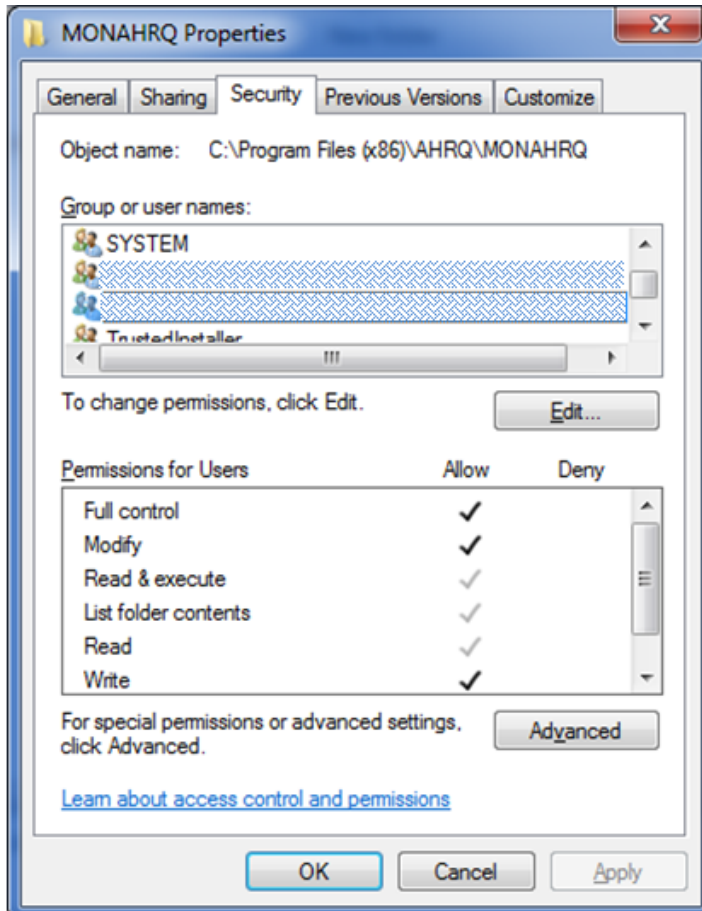 MONAHRQ Properties
General Sharing Security Previous Versions Customize
Object name: C:\Program Files (x86)\AHRQ\MONAHRQ
Group or user names:
SYSTEM
TrustedInstaller
To change permissions, click Edit.
Edit...
Permissions for Users Allow Deny
Full control
Modify
Read & execute
List folder contents
Read
Write
For special permissions or advanced settings,
click Advanced.
Advanced
Learn about access control and permissions
OK Cancel Apply